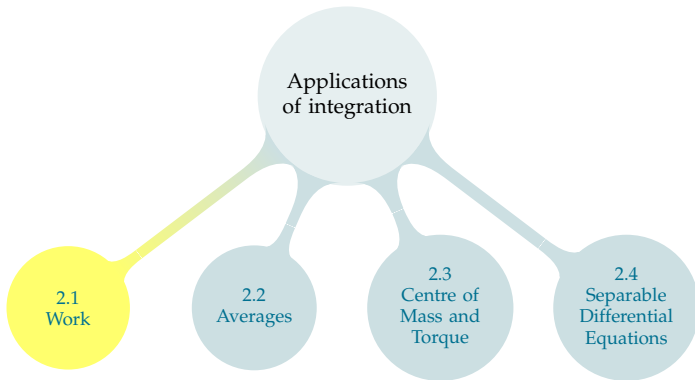 Applications
of integration
2.1
Work
2.2
Averages
2.3
Centre of
Mass and
Torque
2.4
Separable
Differential
Equations